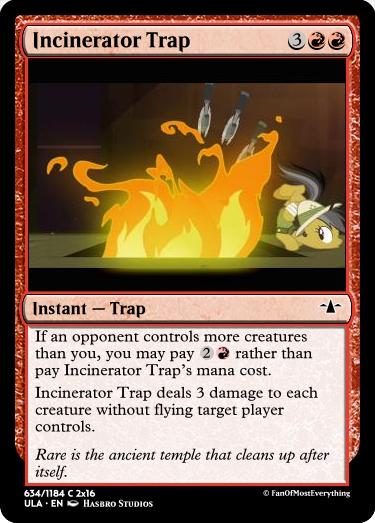 Incinerator Trap 3
Instant — Trap
If an opponent controls more creatures
than you, you may pay 2 rather than
pay Incinerator Trap's mana cost.
Incinerator Trap deals 3 damage to each
creature without flying target player
controls.
Rare is the ancient temple that cleans up after
itself.
634/1184 C 2x16
ULA • EN Hasbro Studios
© FanOfMostEverything